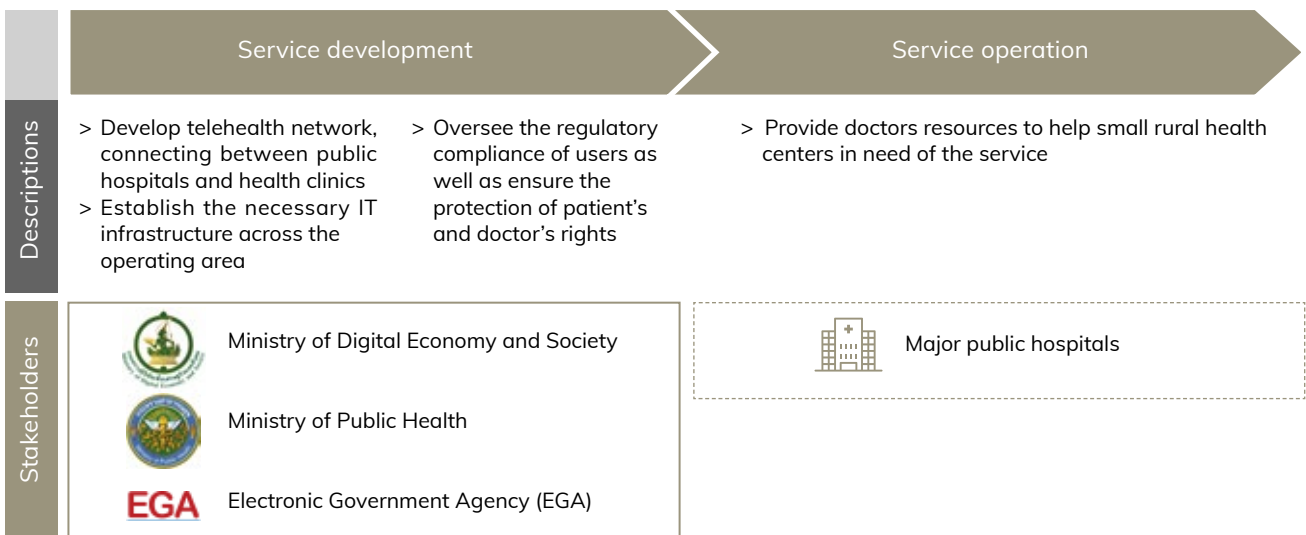 Service development
Service operation
Descriptions
> Develop telehealth network,
connecting between public
hospitals and health clinics
> Establish the necessary IT
infrastructure across the
operating area
> Oversee the regulatory
compliance of users as
well as ensure the
protection of patient's
and doctor's rights
> Provide doctors resources to help small rural health
centers in need of the service
Stakeholders
Ministry of Digital Economy and Society
Ministry of Public Health
EGA
Electronic Government Agency (EGA)
Major public hospitals